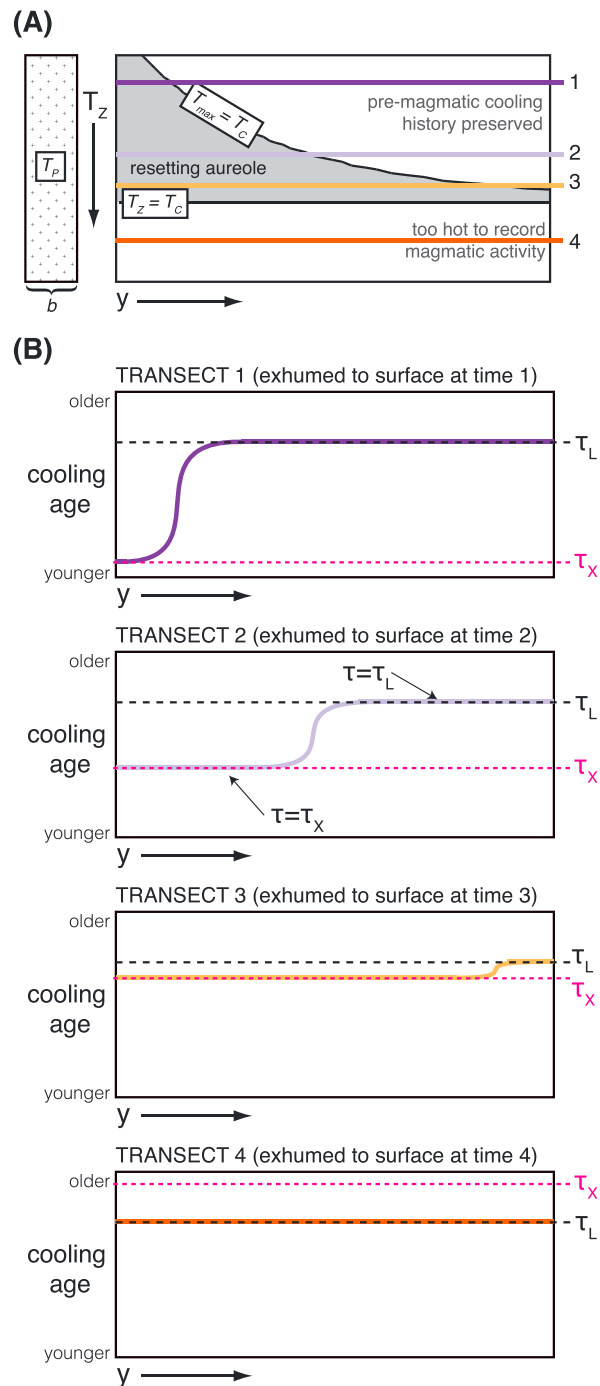 (A)
T_Z
T_P
b
T_max = T_C
1
pre-magmatic cooling
history preserved
2
resetting aureole
3
T_Z = T_C
too hot to record
4
magmatic activity
y
(B)
TRANSECT 1 (exhumed to surface at time 1)
older
τ_L
cooling
age
τ_X
younger
y
TRANSECT 2 (exhumed to surface at time 2)
older
τ=τ_L
τ_L
cooling
age
τ_X
τ=τ_X
younger
y
TRANSECT 3 (exhumed to surface at time 3)
older
τ_L
τ_X
cooling
age
younger
y
TRANSECT 4 (exhumed to surface at time 4)
older
τ_X
τ_L
cooling
age
younger
y